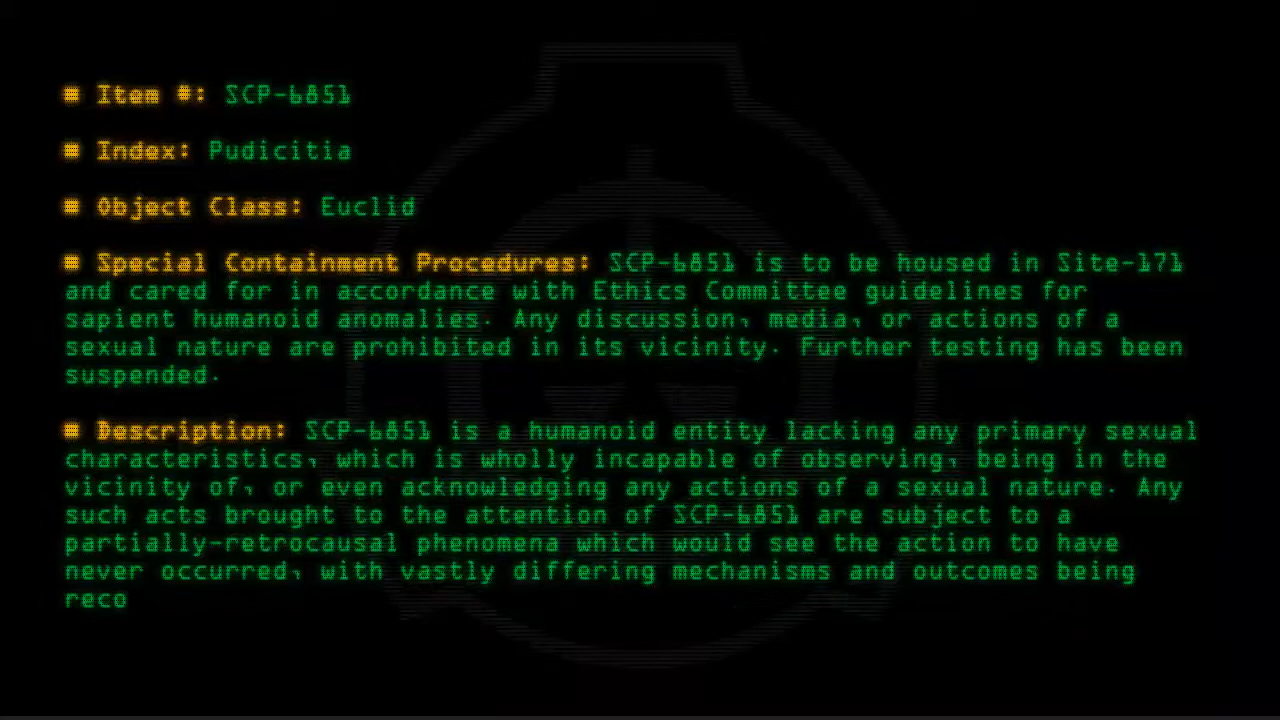 ■ Item #: SCP-6851
■ Index: Pudicitia
■ Object Class: Euclid
■ Special Containment Procedures: SCP-6851 is to be housed in Site-171
and cared for in accordance with Ethics Committee guidelines for
sapient humanoid anomalies. Any discussion, media, or actions of a
sexual nature are prohibited in its vicinity. Further testing has been
suspended.
■ Description: SCP-6851 is a humanoid entity lacking any primary sexual
characteristics, which is wholly incapable of observing, being in the
vicinity of, or even acknowledging any actions of a sexual nature. Any
such acts brought to the attention of SCP-6851 are subject to a
partially-retrocausal phenomena which would see the action to have
never occurred, with vastly differing mechanisms and outcomes being
reco